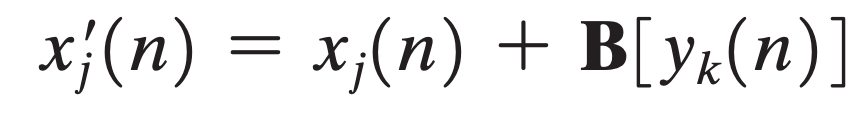 x′ⱼ(n) = xⱼ(n) + B[yₖ(n)]